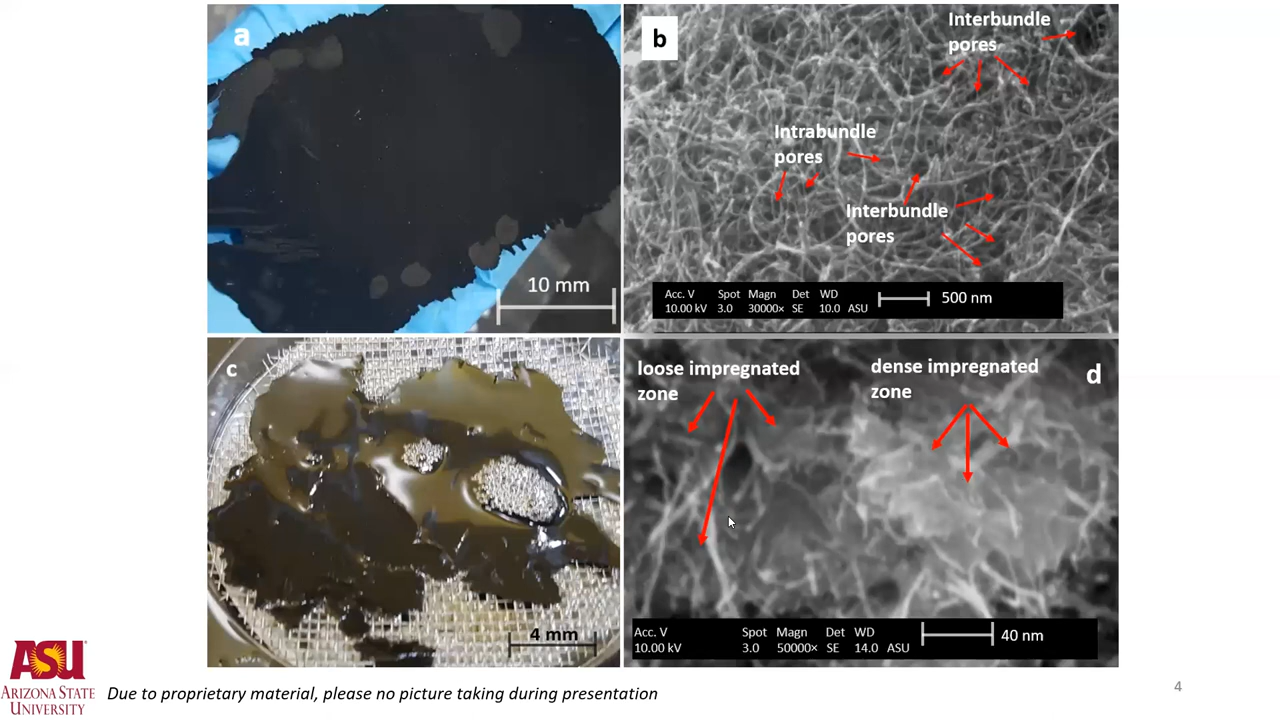 a
10 mm
b
Interbundle
pores
Intrabundle
pores
Interbundle
pores
Acc. V Spot Magn Det WD
10.00 kV 3.0 30000× SE 10.0 ASU
500 nm
c
4 mm
loose impregnated
zone
dense impregnated
zone
d
Acc. V Spot Magn Det WD
10.00 kV 3.0 50000× SE 14.0 ASU
40 nm
ASU
ARIZONA STATE
UNIVERSITY
Due to proprietary material, please no picture taking during presentation
4